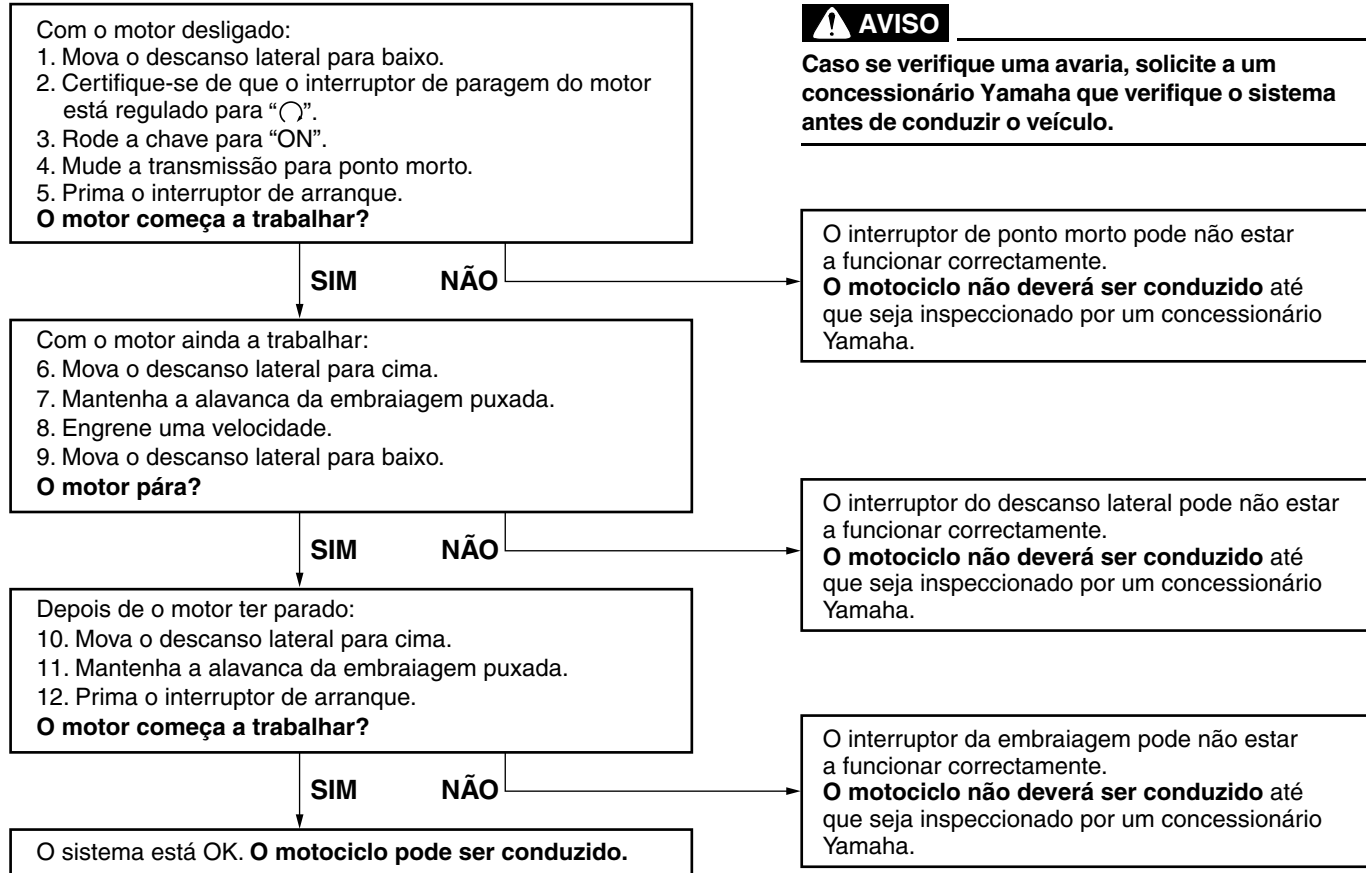 Com o motor desligado:
1. Mova o descanso lateral para baixo.
2. Certifique-se de que o interruptor de paragem do motor
está regulado para “”.
3. Rode a chave para “ON”.
4. Mude a transmissão para ponto morto.
5. Prima o interruptor de arranque.
O motor começa a trabalhar?
AVISO
Caso se verifique uma avaria, solicite a um
concessionário Yamaha que verifique o sistema
antes de conduzir o veículo.
SIM NÃO
O interruptor de ponto morto pode não estar
a funcionar correctamente.
O motociclo não deverá ser conduzido até
que seja inspeccionado por um concessionário
Yamaha.
Com o motor ainda a trabalhar:
6. Mova o descanso lateral para cima.
7. Mantenha a alavanca da embraiagem puxada.
8. Engrene uma velocidade.
9. Mova o descanso lateral para baixo.
O motor pára?
SIM NÃO
O interruptor do descanso lateral pode não estar
a funcionar correctamente.
O motociclo não deverá ser conduzido até
que seja inspeccionado por um concessionário
Yamaha.
Depois de o motor ter parado:
10. Mova o descanso lateral para cima.
11. Mantenha a alavanca da embraiagem puxada.
12. Prima o interruptor de arranque.
O motor começa a trabalhar?
SIM NÃO
O interruptor da embraiagem pode não estar
a funcionar correctamente.
O motociclo não deverá ser conduzido até
que seja inspeccionado por um concessionário
Yamaha.
O sistema está OK. O motociclo pode ser conduzido.